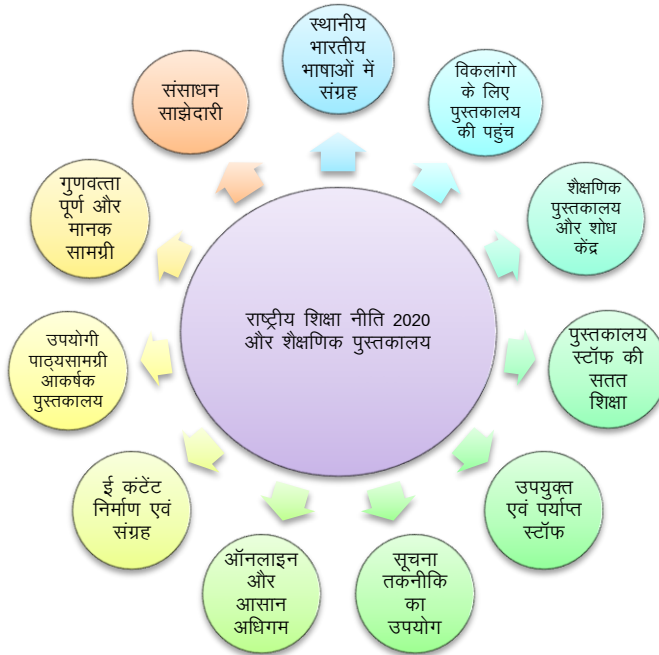 राष्ट्रीय शिक्षा नीति 2020
और शैक्षणिक पुस्तकालय
स्थानीय
भारतीय
भाषाओं में
संग्रह
विकलांगो
के लिए
पुस्तकालय
की पहुंच
शैक्षणिक
पुस्तकालय
और शोध
केंद्र
पुस्तकालय
स्टॉफ की
सतत
शिक्षा
उपयुक्त
एवं पर्याप्त
स्टॉफ
सूचना
तकनीकि
का
उपयोग
ऑनलाइन
और
आसान
अधिगम
ई कंटेंट
निर्माण एवं
संग्रह
उपयोगी
पाठ्यसामग्री
आकर्षक
पुस्तकालय
गुणवत्ता
पूर्ण और
मानक
सामग्री
संसाधन
साझेदारी